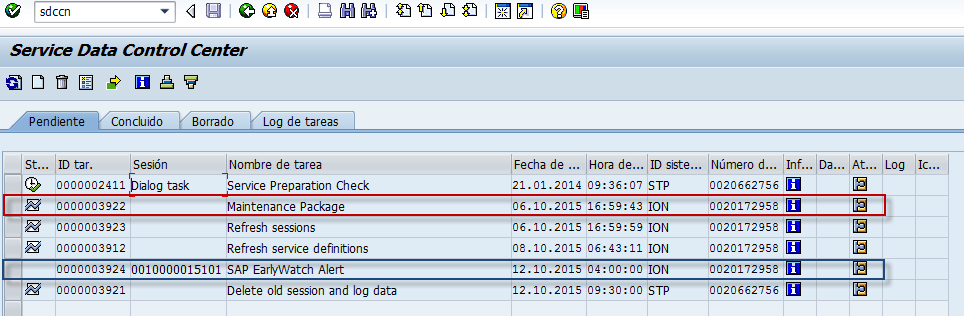 sdccn
Service Data Control Center
Pendiente Concluido Borrado Log de tareas
St... ID tar. Sesión Nombre de tarea Fecha de ... Hora de... ID siste... Número d... Inf... Da... At... Log Ic...
0000002411 Dialog task Service Preparation Check 21.01.2014 09:36:07 STP 0020662756
0000003922 Maintenance Package 06.10.2015 16:59:43 ION 0020172958
0000003923 Refresh sessions 06.10.2015 16:59:59 ION 0020172958
0000003912 Refresh service definitions 08.10.2015 06:43:11 ION 0020172958
0000003924 0010000015101 SAP EarlyWatch Alert 12.10.2015 04:00:00 ION 0020172958
0000003921 Delete old session and log data 12.10.2015 09:30:00 STP 0020662756